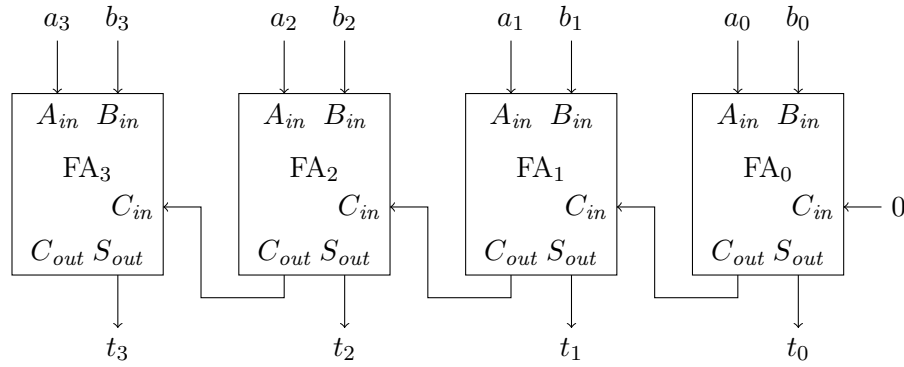 a3 b3 a2 b2 a1 b1 a0 b0
Ain Bin Ain Bin Ain Bin Ain Bin
FA3 FA2 FA1 FA0
Cin Cin Cin Cin 0
Cout Sout Cout Sout Cout Sout Cout Sout
t3 t2 t1 t0